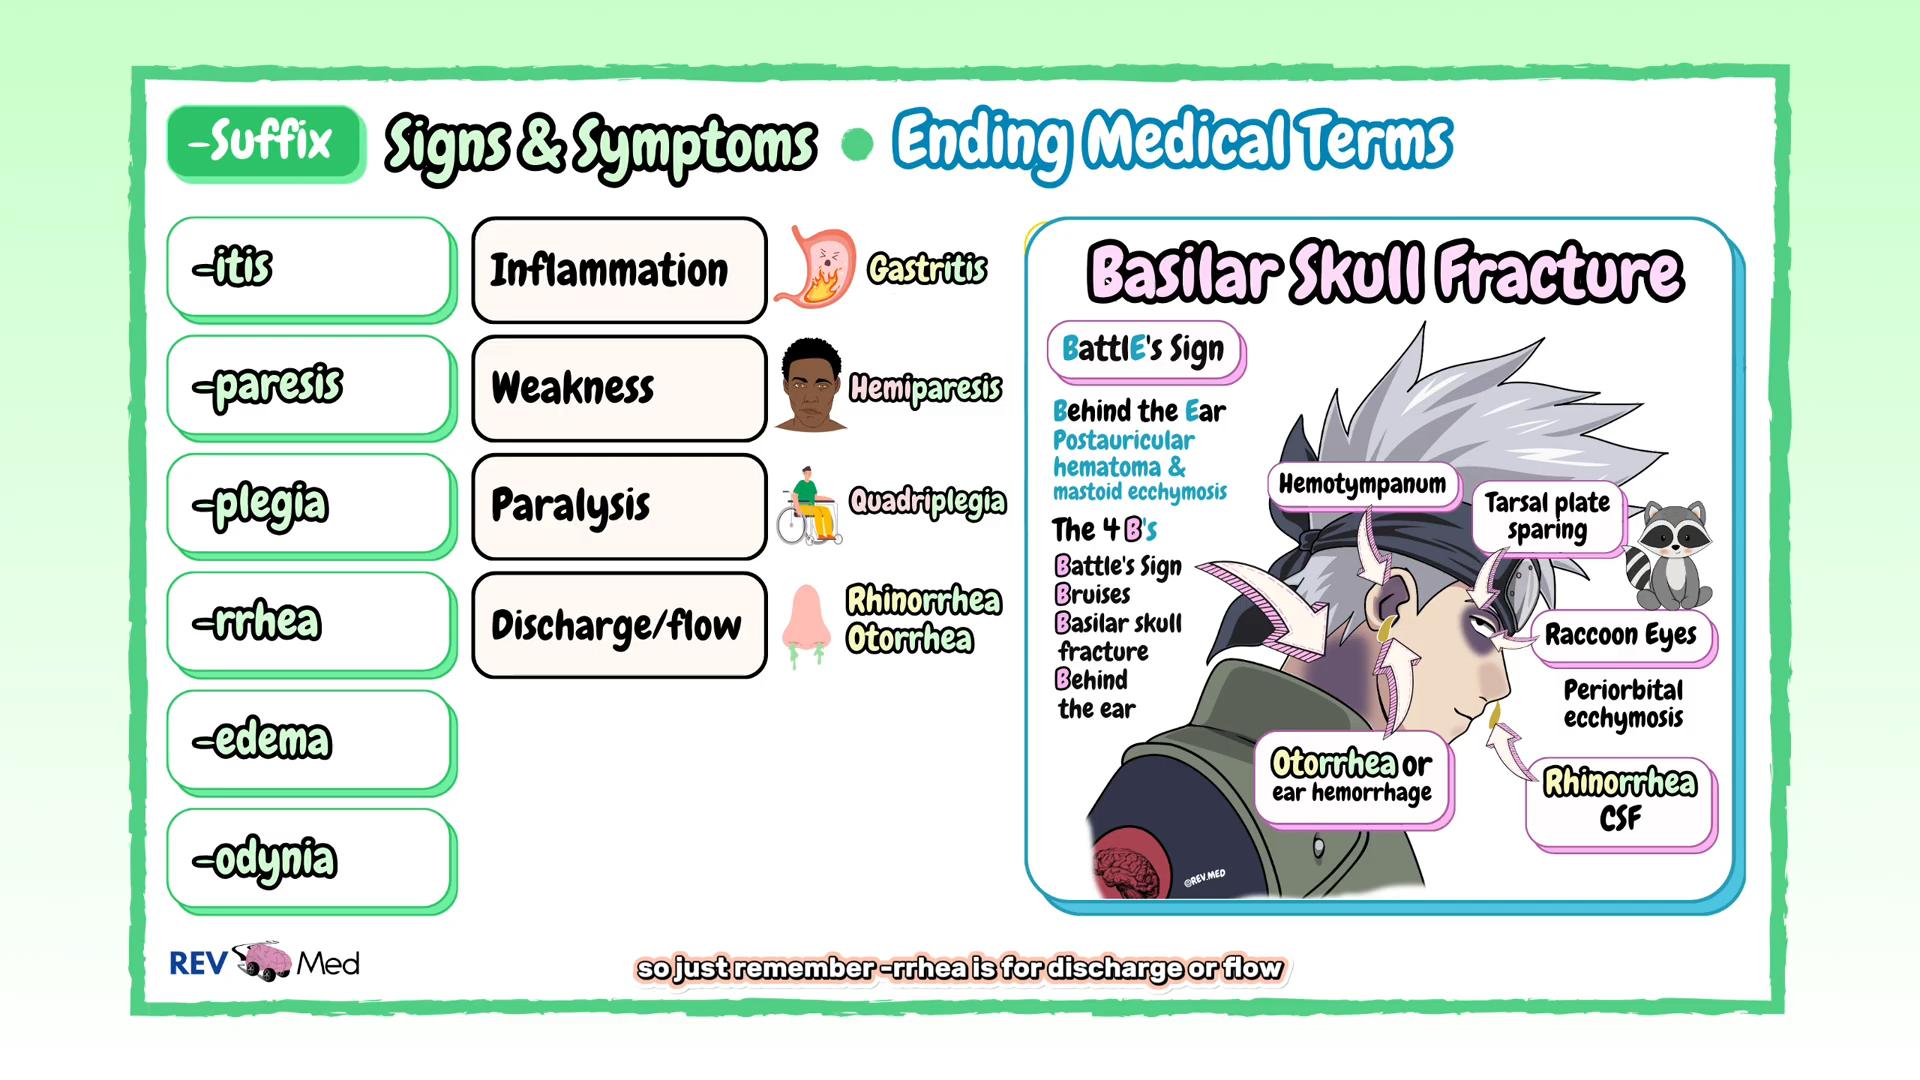 -Suffix
Signs & Symptoms • Ending Medical Terms
-itis
Inflammation
Gastritis
-paresis
Weakness
Hemiparesis
-plegia
Paralysis
Quadriplegia
-rrhea
Discharge/flow
Rhinorrhea
Otorrhea
-edema
-odynia
Basilar Skull Fracture
BattlE's Sign
Behind the Ear
Postauricular
hematoma &
mastoid ecchymosis
The 4 B's
Battle's Sign
Bruises
Basilar skull
fracture
Behind
the ear
Hemotympanum
Tarsal plate
sparing
Raccoon Eyes
Periorbital
ecchymosis
Otorrhea or
ear hemorrhage
Rhinorrhea
CSF
@REV.MED
REV Med
so just remember -rrhea is for discharge or flow